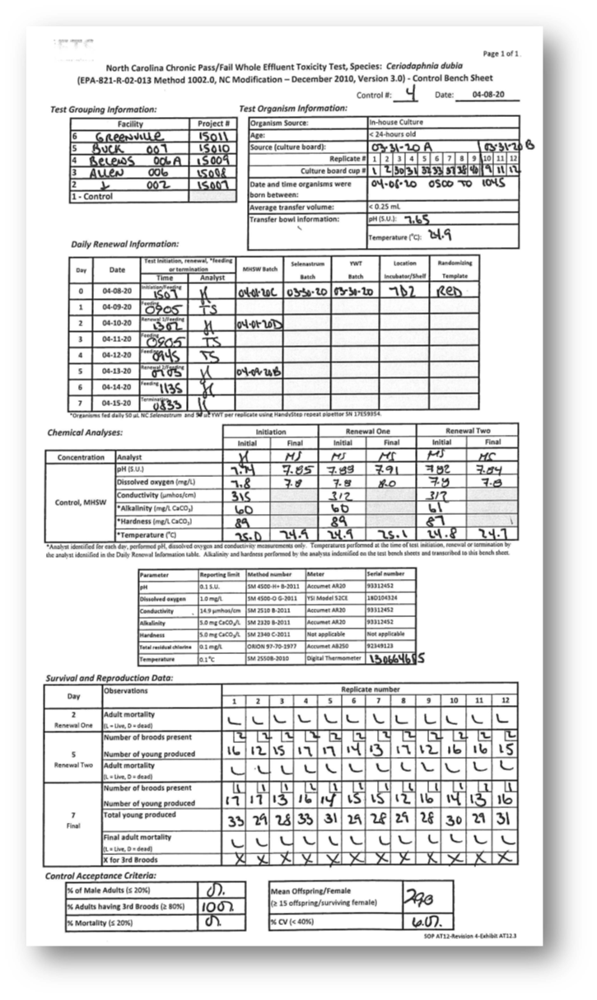 Page 1 of 1
North Carolina Chronic Pass/Fail Whole Effluent Toxicity Test, Species: Ceriodaphnia dubia
(EPA-821-R-02-013 Method 1002.0, NC Modification – December 2010, Version 3.0) - Control Bench Sheet
Control #: 4 Date: 04-08-20
Test Grouping Information: Test Organism Information:
Facility Project # Organism Source: In-house Culture
6 GREENVILLE 15011 Age: < 24-hours old
5 BUCK 007 15010 Source (culture board): 03-31-20 A 03-31-20 B
4 BELEWS 006A 15009 Replicate # 1 2 3 4 5 6 7 8 9 10 11 12
3 ALLEN 006 15008 Culture board cup # 1 2 30 31 32 33 37 38 40 9 11 12
2 ↓ 002 15007 Date and time organisms were born between: 04-08-20 0500 TO 1045
1 - Control
Average transfer volume: < 0.25 mL
Transfer bowl information: pH (S.U.): 7.65
Temperature (°C): 24.9
Daily Renewal Information:
Day Date Test Initiation, renewal, *feeding or termination MHSW Batch Selenastrum Batch YWT Batch Location Incubator/Shelf Randomizing Template
Time Analyst
0 04-08-20 Initiation/Feeding 1507 03-30-20 03-30-20 7D2 RED
1 04-09-20 Feeding 0905 TS
2 04-10-20 Renewal 1/Feeding 1302 04-01-20D
3 04-11-20 Feeding 0905 TS
4 04-12-20 Feeding 0945 TS
5 04-13-20 Renewal 2/Feeding
6 04-14-20 Feeding 1135
7 04-15-20 Termination 0833
*Organisms fed daily 50 µL NC Selenastrum and 50 µL YWT per replicate using HandyStep repeat pipettor SN 17E59354.
Chemical Analyses:
Initiation Renewal One Renewal Two
Initial Final Initial Final Initial Final
Concentration Analyst MS MS MS MS
Control, MHSW
pH (S.U.) 7.85 7.91
Dissolved oxygen (mg/L) 7.8 7.8 7.8 8.0 7.9 7.8
Conductivity (µmhos/cm) 315 312 317
*Alkalinity (mg/L CaCO₃) 60 60 61
*Hardness (mg/L CaCO₃) 89 89 87
*Temperature (°C) 25.0 24.9 24.9 25.1 24.8 24.7
*Analyst identified for each day, performed pH, dissolved oxygen and conductivity measurements only. Temperatures performed at the time of test initiation, renewal or termination by
the analyst identified in the Daily Renewal Information table. Alkalinity and hardness performed by the analysts indentified on the test bench sheets and transcribed to this bench sheet.
Parameter Reporting limit Method number Meter Serial number
pH 0.1 S.U. SM 4500-H+ B-2011 Accumet AR20 93312452
Dissolved oxygen 1.0 mg/L SM 4500-O G-2011 YSI Model 52CE 18D104324
Conductivity 14.9 µmhos/cm SM 2510 B-2011 Accumet AR20 93312452
Alkalinity 5.0 mg CaCO₃/L SM 2320 B-2011 Accumet AR20 93312452
Hardness 5.0 mg CaCO₃/L SM 2340 C-2011 Not applicable Not applicable
Total residual chlorine 0.1 mg/L ORION 97-70-1977 Accumet AB250 92349123
Temperature 0.1°C SM 2550B-2010 Digital Thermometer 130664685
Survival and Reproduction Data:
Day Observations Replicate number
1 2 3 4 5 6 7 8 9 10 11 12
2 Renewal One
Adult mortality (L = Live, D = dead) L L L L L L L L L L L L
5 Renewal Two
Number of broods present 2 2 2 2 2 2 2 2 2 2 2 2
Number of young produced 16 12 15 17 17 14 13 17 12 16 16 15
Adult mortality (L = Live, D = dead) L L L L L L L L L L L L
7 Final
Number of broods present 1 1 1 1 1 1 1 1 1 1 1 1
Number of young produced 17 17 13 16 14 15 15 12 16 14 13 16
Total young produced 33 29 28 33 31 29 28 29 28 30 29 31
Final adult mortality (L = Live, D = dead) L L L L L L L L L L L L
X for 3rd Broods X X X X X X X X X X X X
Control Acceptance Criteria:
% of Male Adults (≤ 20%) 0%
% Adults having 3rd Broods (≥ 80%) 100%
% Mortality (≤ 20%) 0%
Mean Offspring/Female (≥ 15 offspring/surviving female) 29.8
% CV (< 40%) 6.0%
SOP AT12-Revision 4-Exhibit AT12.3